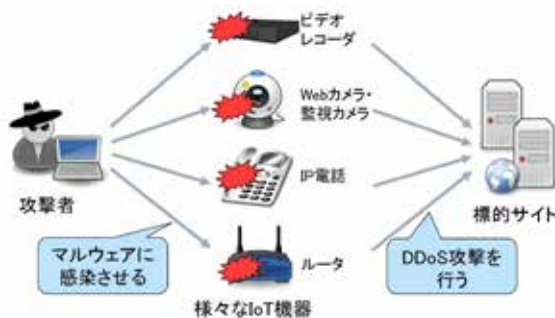 ビデオ
レコーダ
Webカメラ・
監視カメラ
攻撃者
IP電話
標的サイト
マルウェアに
感染させる
ルータ
DDoS攻撃を
行う
様々なIoT機器